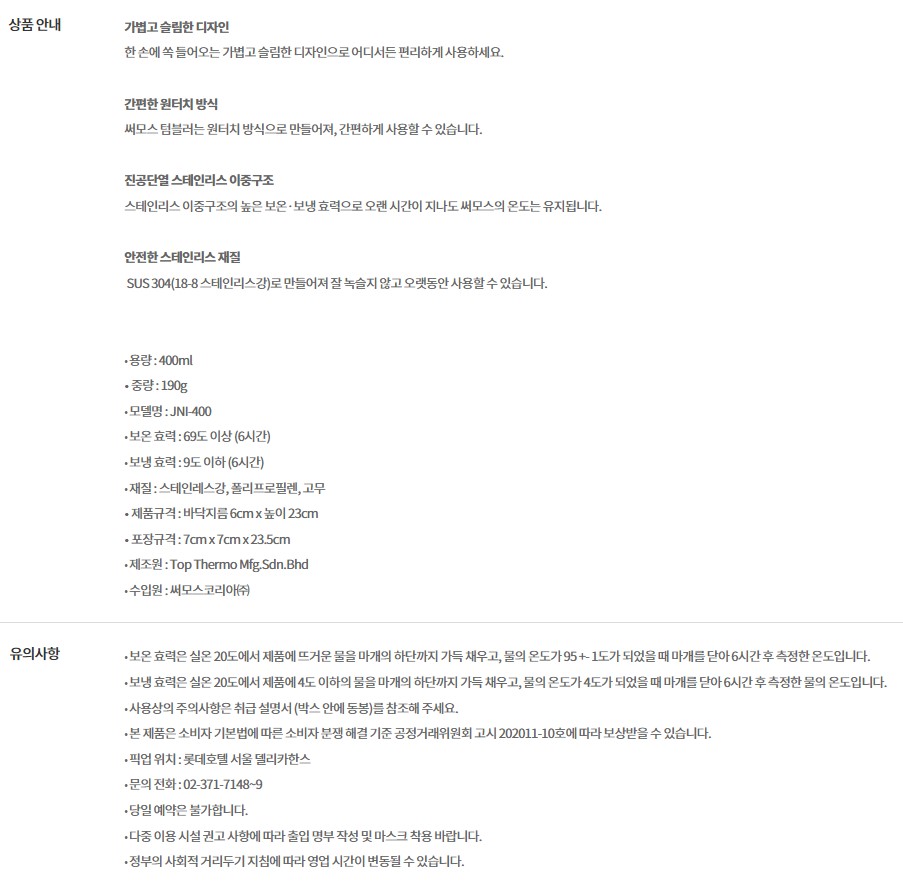 상품 안내
가볍고 슬림한 디자인
한 손에 쏙 들어오는 가볍고 슬림한 디자인으로 어디서든 편리하게 사용하세요.
간편한 원터치 방식
써모스 텀블러는 원터치 방식으로 만들어져, 간편하게 사용할 수 있습니다.
진공단열 스테인리스 이중구조
스테인리스 이중구조의 높은 보온·보냉 효력으로 오랜 시간이 지나도 써모스의 온도는 유지됩니다.
안전한 스테인리스 재질
SUS 304(18-8 스테인리스강)로 만들어져 잘 녹슬지 않고 오랫동안 사용할 수 있습니다.
• 용량 : 400ml
• 중량 : 190g
• 모델명 : JNI-400
• 보온 효력 : 69도 이상 (6시간)
• 보냉 효력 : 9도 이하 (6시간)
• 재질 : 스테인레스강, 폴리프로필렌, 고무
• 제품규격 : 바닥지름 6cm x 높이 23cm
• 포장규격 : 7cm x 7cm x 23.5cm
• 제조원 : Top Thermo Mfg.Sdn.Bhd
• 수입원 : 써모스코리아㈜
유의사항
• 보온 효력은 실온 20도에서 제품에 뜨거운 물을 마개의 하단까지 가득 채우고, 물의 온도가 95 +- 1도가 되었을 때 마개를 닫아 6시간 후 측정한 온도입니다.
• 보냉 효력은 실온 20도에서 제품에 4도 이하의 물을 마개의 하단까지 가득 채우고, 물의 온도가 4도가 되었을 때 마개를 닫아 6시간 후 측정한 물의 온도입니다.
• 사용상의 주의사항은 취급 설명서 (박스 안에 동봉)를 참조해 주세요.
• 본 제품은 소비자 기본법에 따른 소비자 분쟁 해결 기준 공정거래위원회 고시 202011-10호에 따라 보상받을 수 있습니다.
• 픽업 위치 : 롯데호텔 서울 델리카한스
• 문의 전화 : 02-371-7148~9
• 당일 예약은 불가합니다.
• 다중 이용 시설 권고 사항에 따라 출입 명부 작성 및 마스크 착용 바랍니다.
• 정부의 사회적 거리두기 지침에 따라 영업 시간이 변동될 수 있습니다.